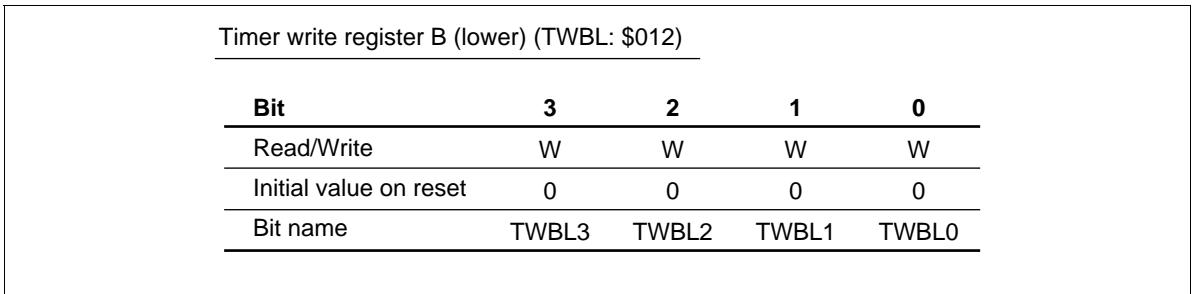 Timer write register B (lower) (TWBL: $012)
Bit 3 2 1 0
Read/Write W W W W
Initial value on reset 0 0 0 0
Bit name TWBL3 TWBL2 TWBL1 TWBL0